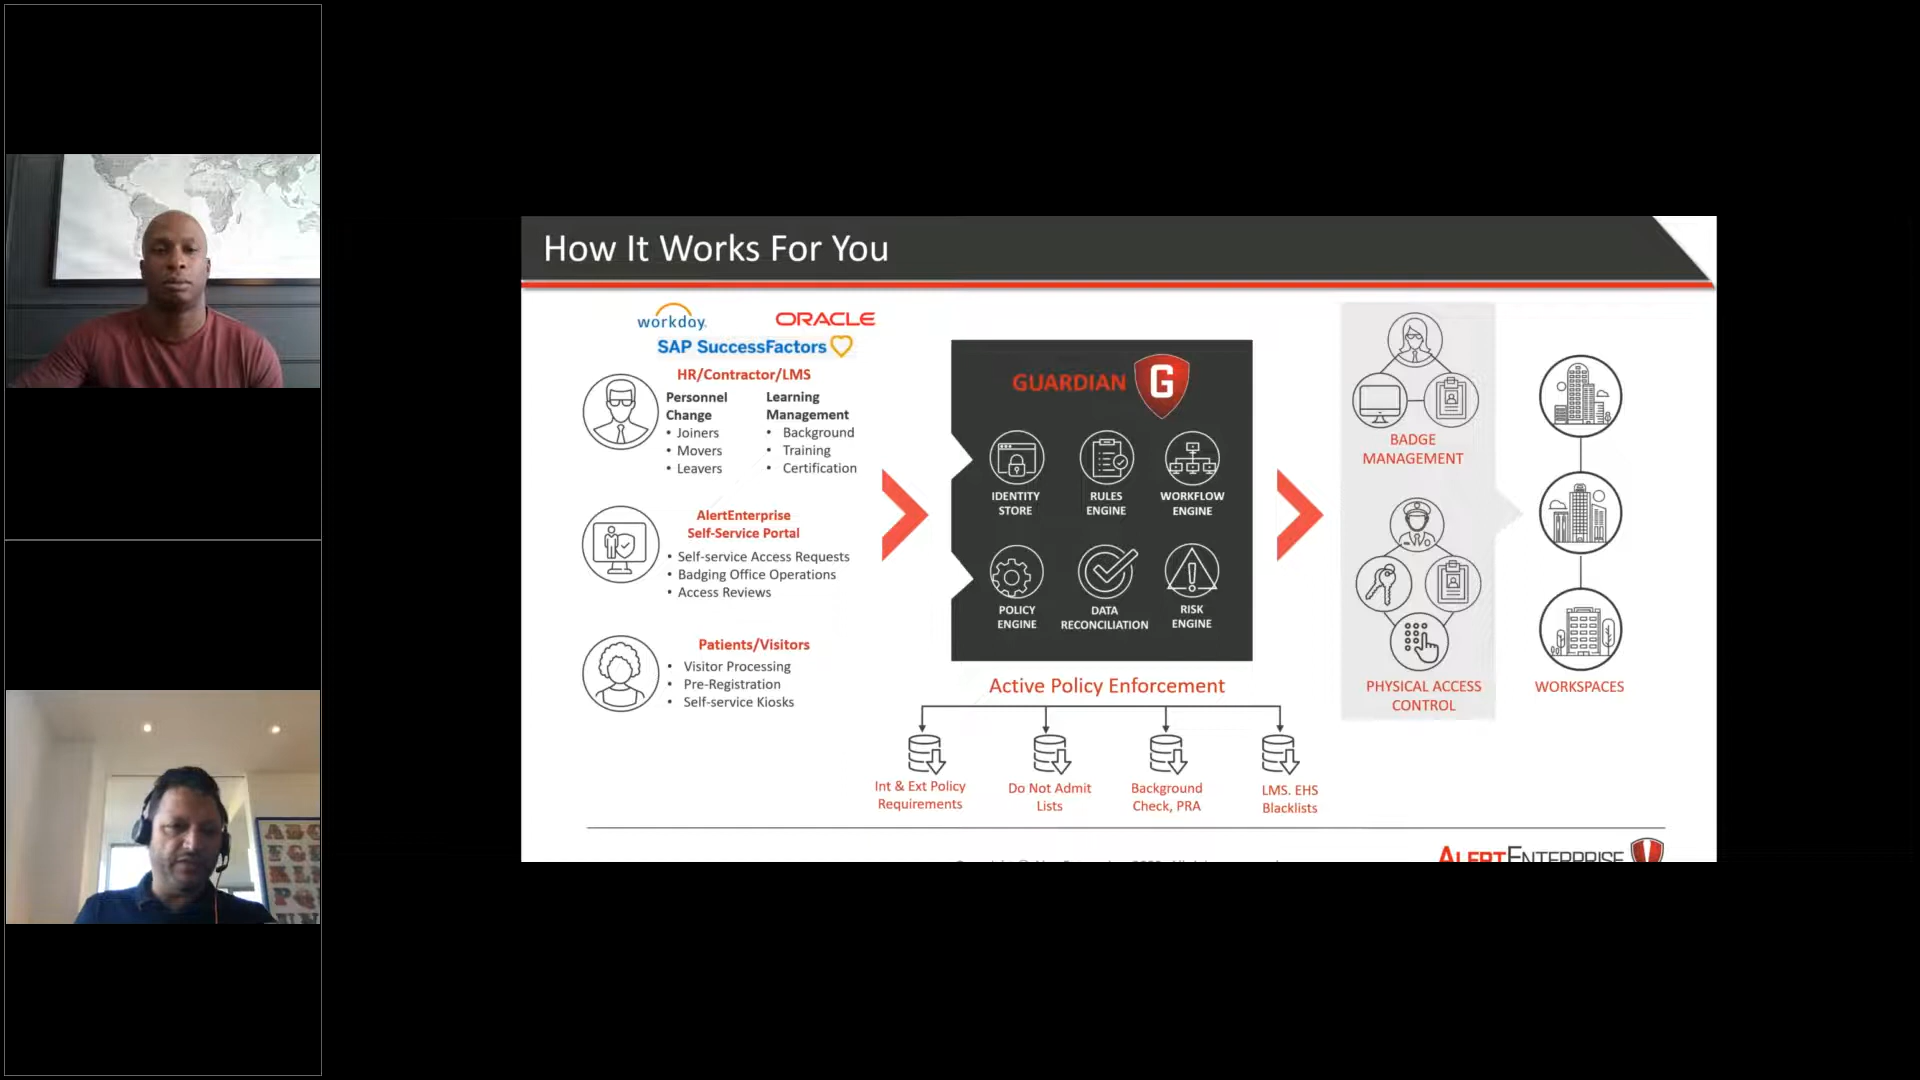 How It Works For You
workday.
ORACLE
SAP SuccessFactors
HR/Contractor/LMS
Personnel
Change
• Joiners
• Movers
• Leavers
Learning
Management
• Background
• Training
• Certification
AlertEnterprise
Self-Service Portal
• Self-service Access Requests
• Badging Office Operations
• Access Reviews
Patients/Visitors
• Visitor Processing
• Pre-Registration
• Self-service Kiosks
GUARDIAN G
IDENTITY
STORE
RULES
ENGINE
WORKFLOW
ENGINE
POLICY
ENGINE
DATA
RECONCILIATION
RISK
ENGINE
Active Policy Enforcement
Int & Ext Policy
Requirements
Do Not Admit
Lists
Background
Check, PRA
LMS. EHS
Blacklists
BADGE
MANAGEMENT
PHYSICAL ACCESS
CONTROL
WORKSPACES
ALERTENTERPRISE